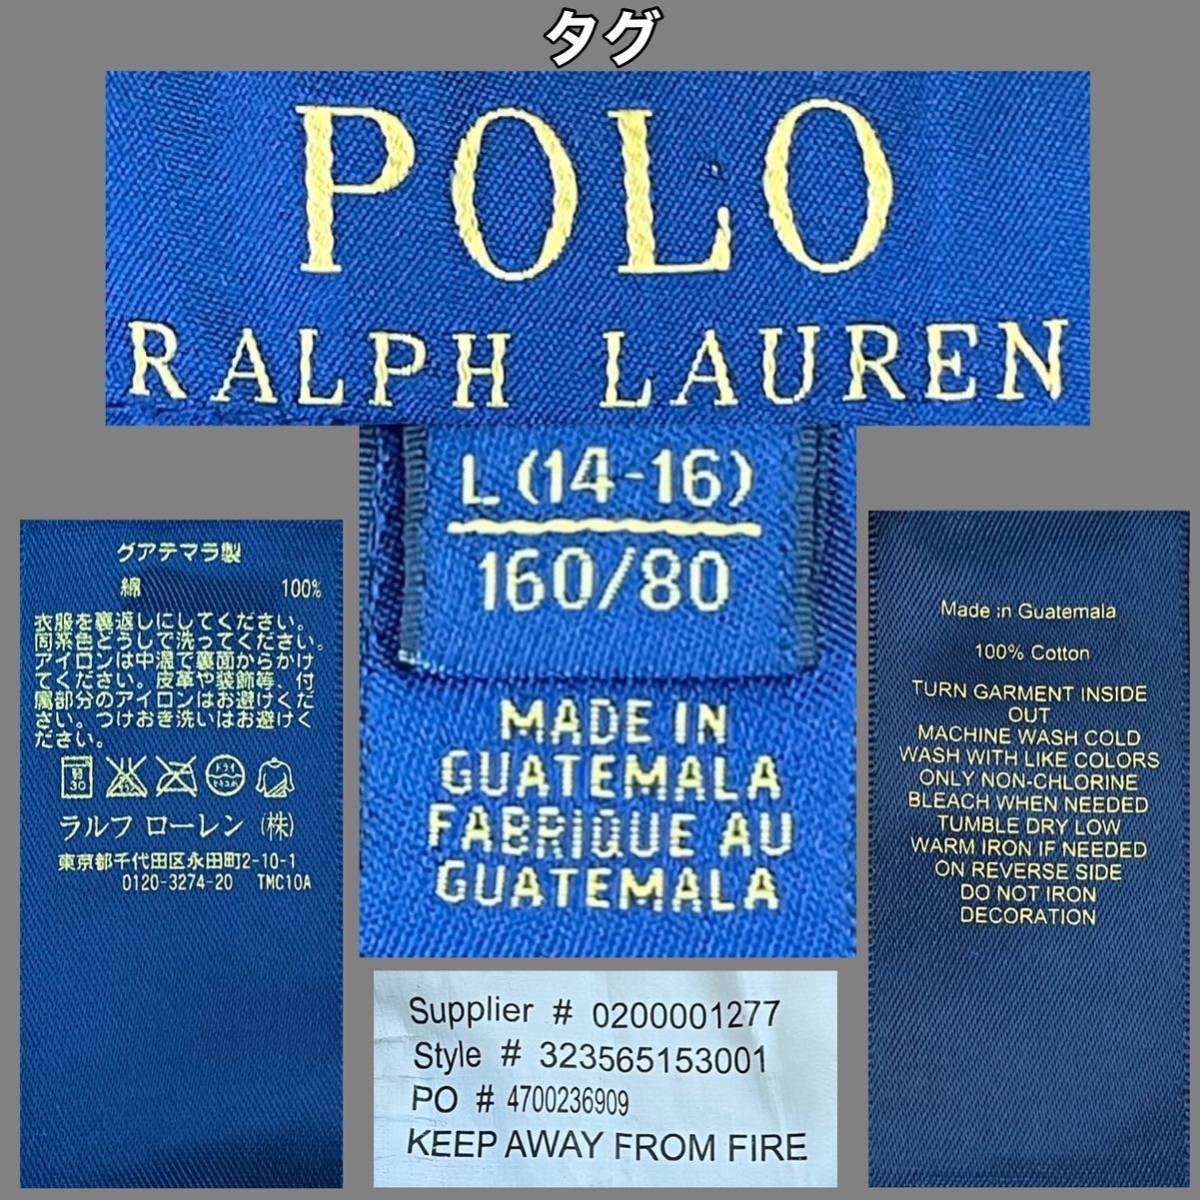 タグ
POLO
RALPH LAUREN
L (14-16)
160/80
MADE IN
GUATEMALA
FABRIQUE AU
GUATEMALA
グアテマラ製
綿 100%
衣服を裏返しにしてください。
同系色どうしで洗ってください。
アイロンは中温で裏面からかけ
てください。皮革や装飾等、付
属部分のアイロンはお避けくだ
さい。つけおき洗いはお避けく
ださい。
30
ドライ
セキユ系
ラルフ ローレン (株)
東京都千代田区永田町2-10-1
0120-3274-20 TMC10A
Made in Guatemala
100% Cotton
TURN GARMENT INSIDE
OUT
MACHINE WASH COLD
WASH WITH LIKE COLORS
ONLY NON-CHLORINE
BLEACH WHEN NEEDED
TUMBLE DRY LOW
WARM IRON IF NEEDED
ON REVERSE SIDE
DO NOT IRON
DECORATION
Supplier # 0200001277
Style # 323565153001
PO # 4700236909
KEEP AWAY FROM FIRE